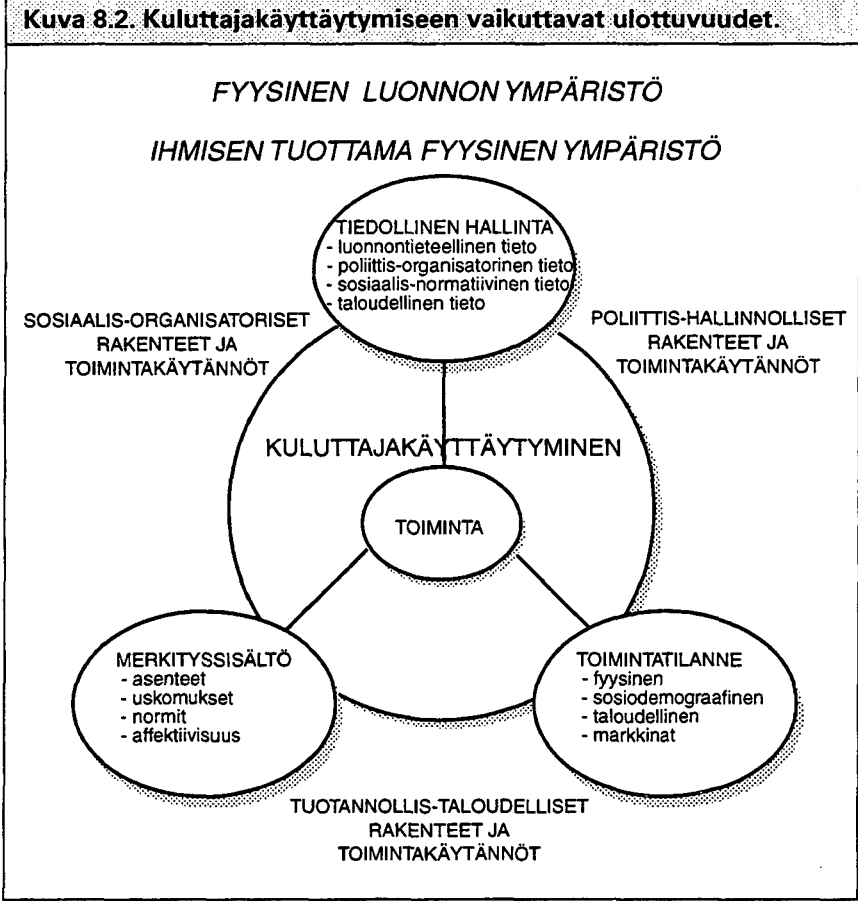 Kuva 8.2. Kuluttajakäyttäytymiseen vaikuttavat ulottuvuudet.
FYYSINEN LUONNON YMPÄRISTÖ
IHMISEN TUOTTAMA FYYSINEN YMPÄRISTÖ
TIEDOLLINEN HALLINTA
- luonnontieteellinen tieto
- poliittis-organisatorinen tieto
- sosiaalis-normatiivinen tieto
- taloudellinen tieto
SOSIAALIS-ORGANISATORISET
RAKENTEET JA
TOIMINTAKÄYTÄNNÖT
POLIITTIS-HALLINNOLLISET
RAKENTEET JA
TOIMINTAKÄYTÄNNÖT
KULUTTAJAKÄYTTÄYTYMINEN
TOIMINTA
MERKITYSSISÄLTÖ
- asenteet
- uskomukset
- normit
- affektiivisuus
TOIMINTATILANNE
- fyysinen
- sosiodemograafinen
- taloudellinen
- markkinat
TUOTANNOLLIS-TALOUDELLISET
RAKENTEET JA
TOIMINTAKÄYTÄNNÖT